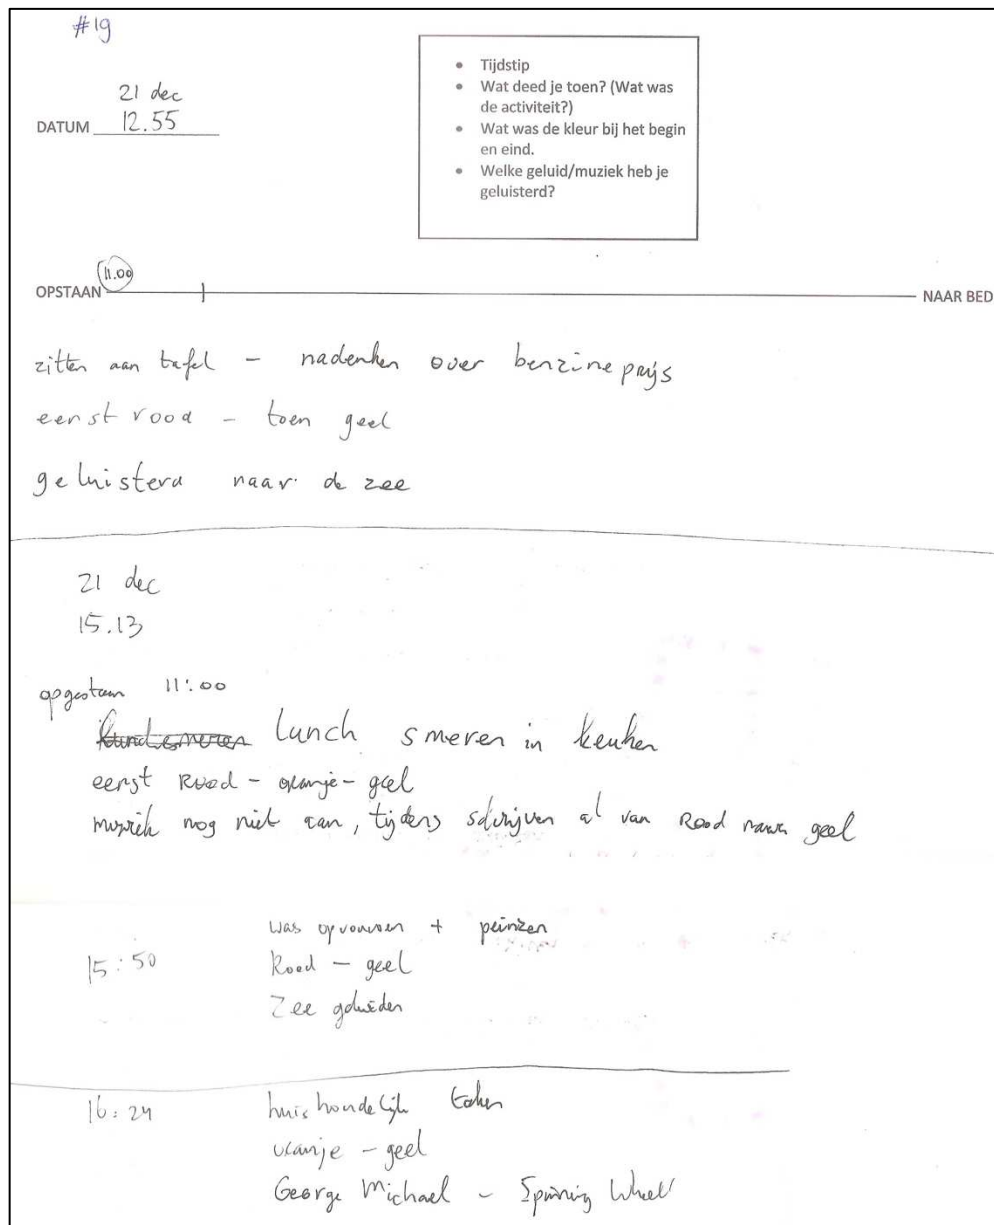 #19
• Tijdstip
• Wat deed je toen? (Wat was
de activiteit?)
• Wat was de kleur bij het begin
en eind.
• Welke geluid/muziek heb je
geluisterd?
21 dec
DATUM 12.55
11.00
OPSTAAN NAAR BED
zitten aan tafel - nadenken over benzineprijs
eerst rood - toen geel
geluisterd naar de zee
21 dec
15.13
opgestaan 11:00
lunch smeren in keuken
eerst Rood - oranje - geel
muziek nog niet aan, tijdens schrijven al van Rood naar geel
was opvouwen + peinzen
15:50 Rood - geel
Zee geluiden
16:24 huishoudelijk taken
oranje - geel
George Michael - Spinning Wheel